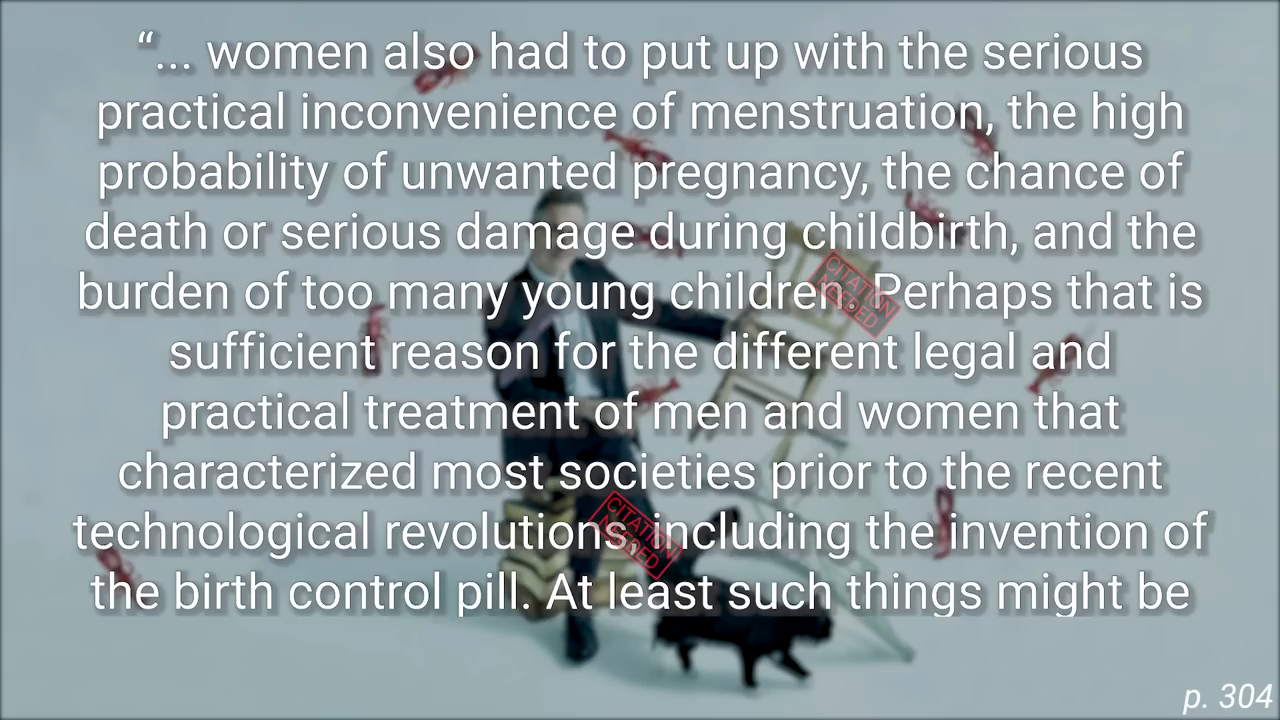 “... women also had to put up with the serious
practical inconvenience of menstruation, the high
probability of unwanted pregnancy, the chance of
death or serious damage during childbirth, and the
burden of too many young children. Perhaps that is
sufficient reason for the different legal and
practical treatment of men and women that
characterized most societies prior to the recent
technological revolutions, including the invention of
the birth control pill. At least such things might be
CITATION
NEEDED
CITATION
NEEDED
p. 304